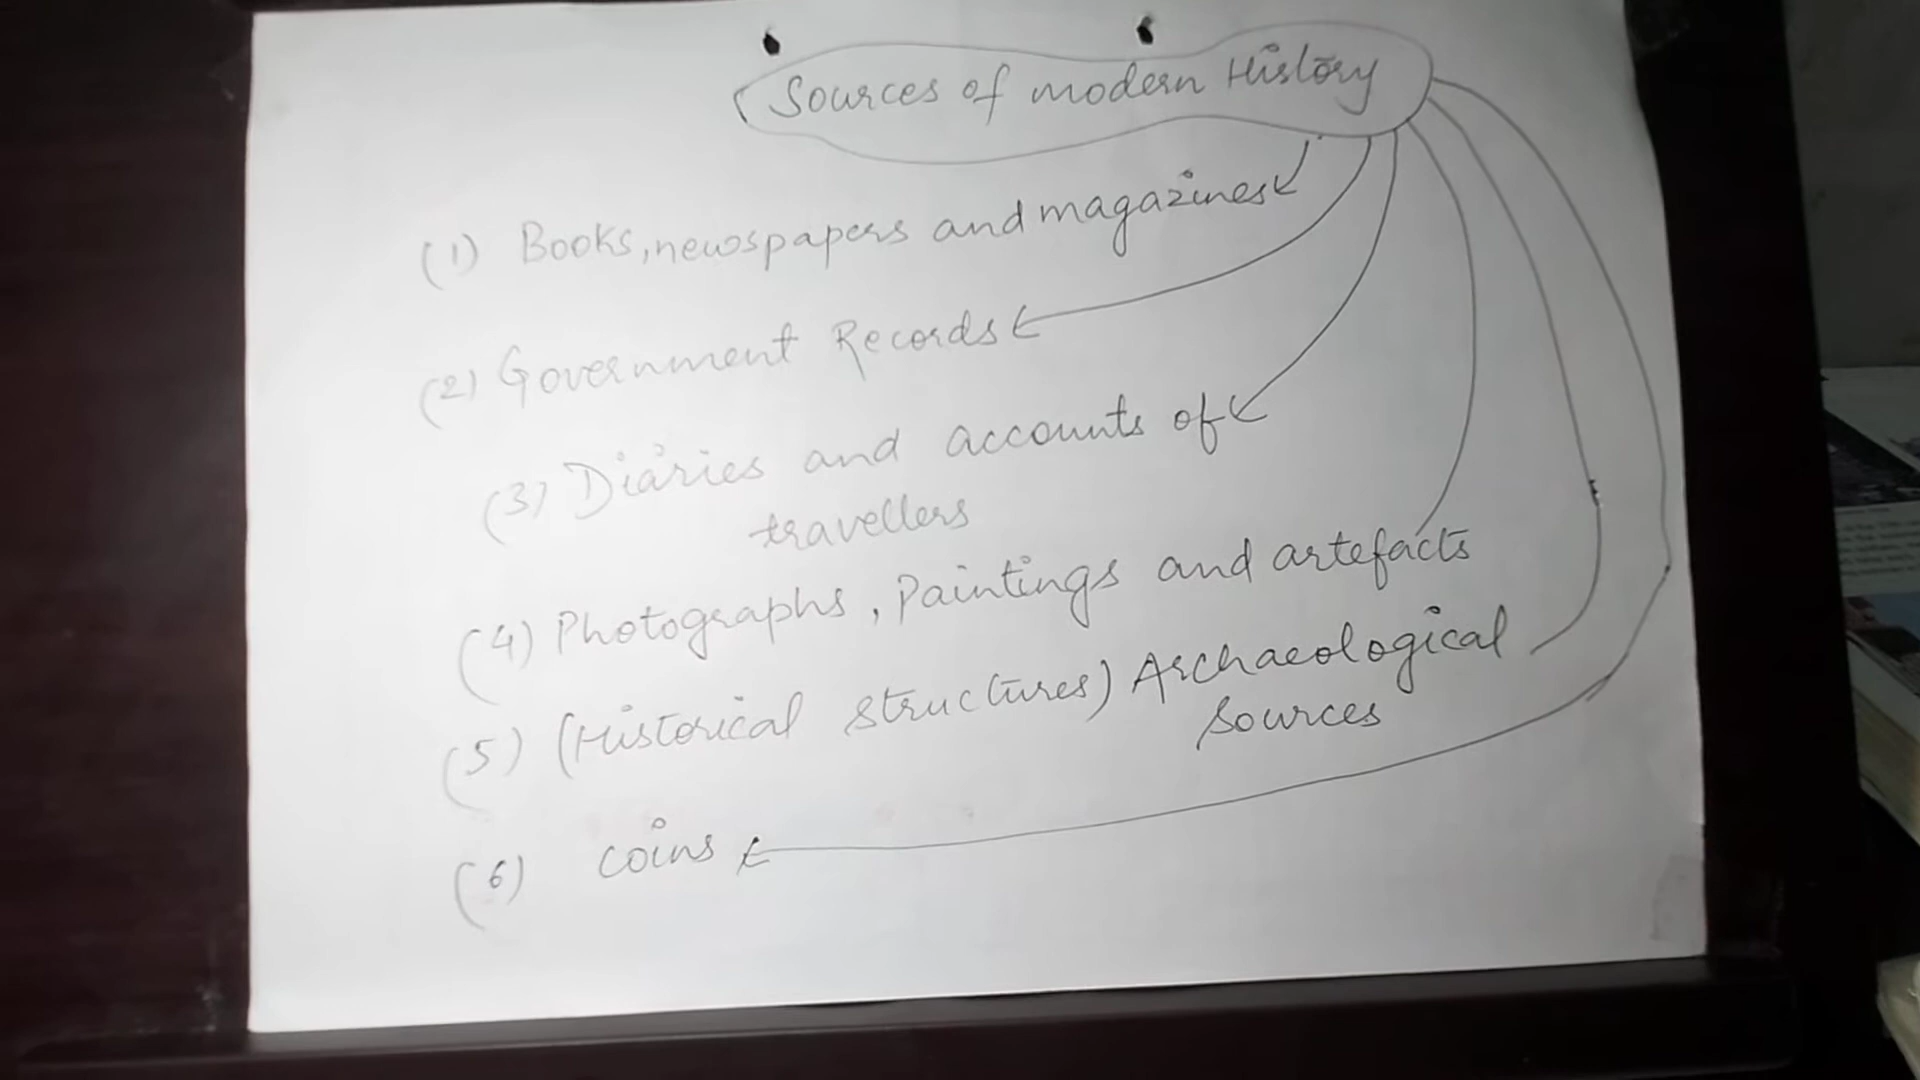 Sources of modern History
(1) Books, newspapers and magazines
(2) Government Records
(3) Diaries and accounts of
travellers
(4) Photographs, Paintings and artefacts
(5) (Historical structures) Archaeological
Sources
(6) coins